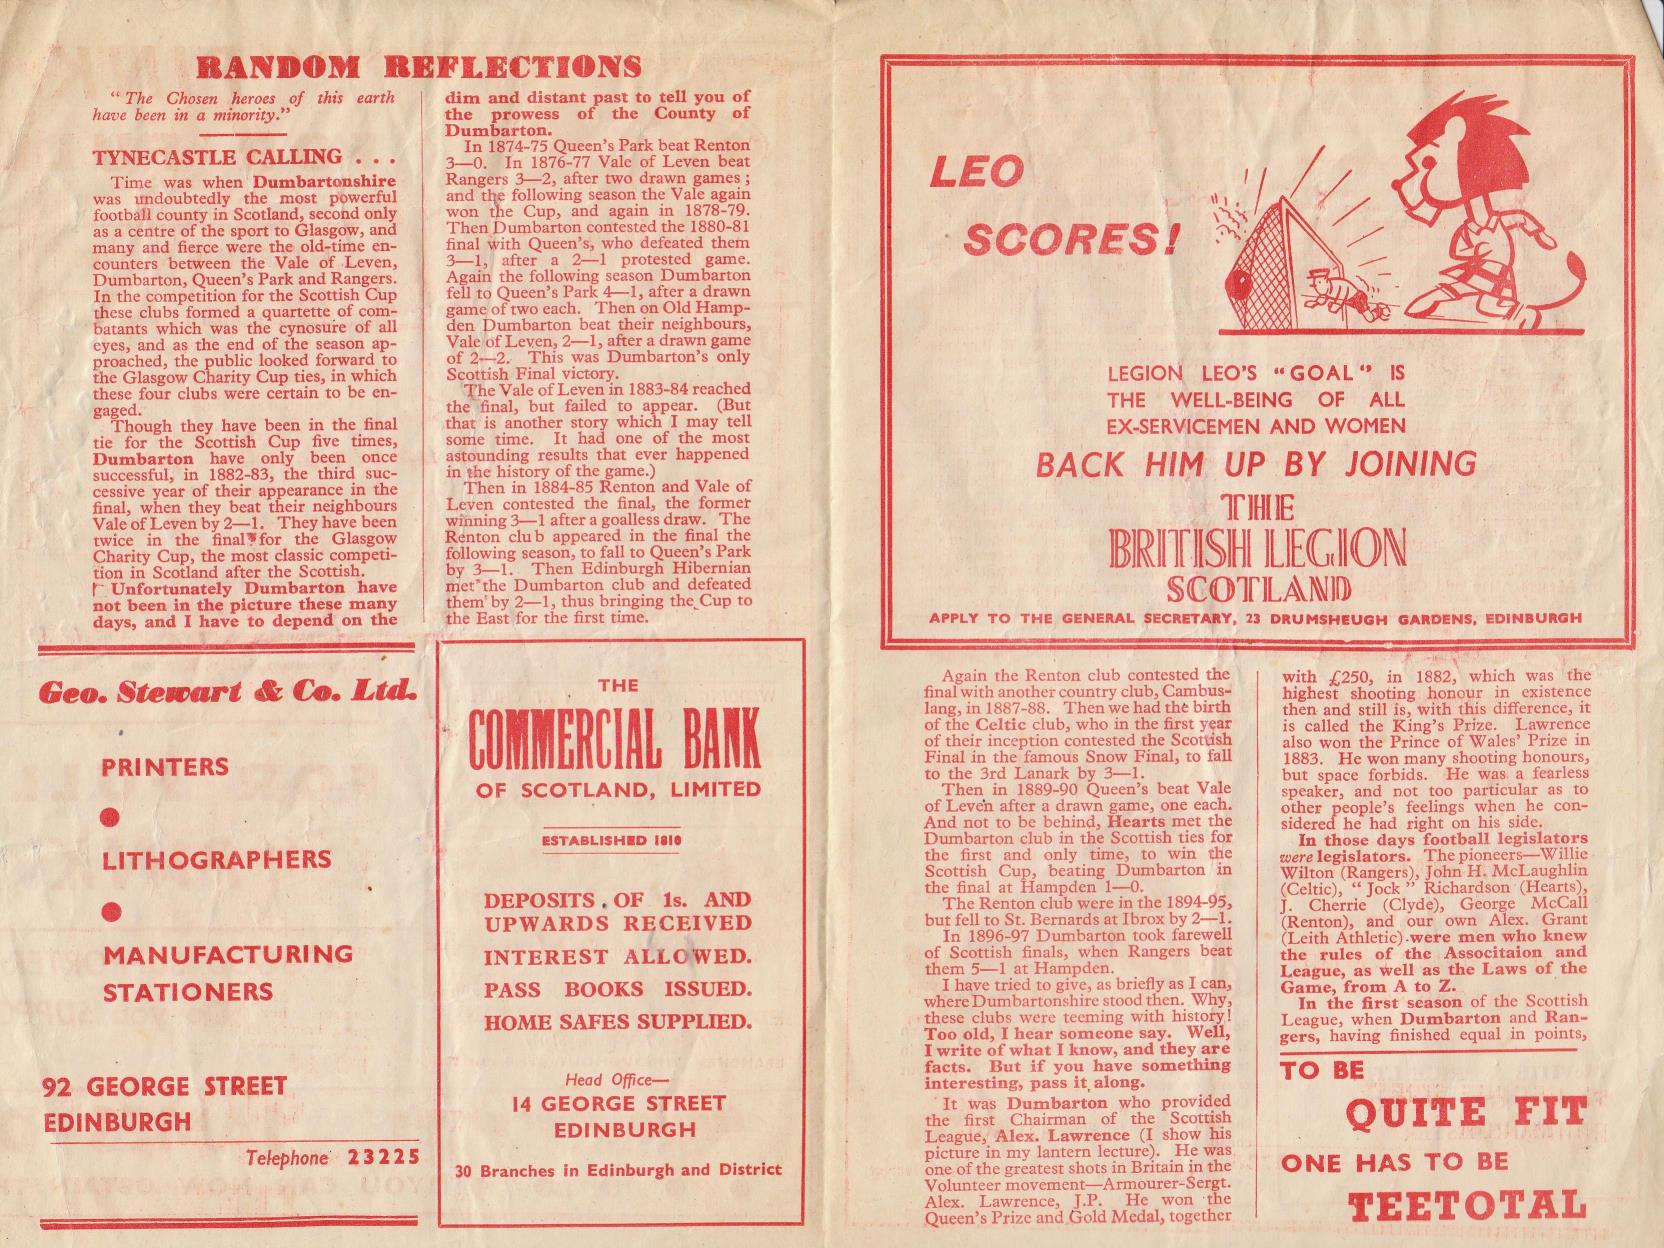 RANDOM REFLECTIONS
“The Chosen heroes of this earth
have been in a minority.”
TYNECASTLE CALLING . . .
Time was when Dumbartonshire
was undoubtedly the most powerful
football county in Scotland, second only
as a centre of the sport to Glasgow, and
many and fierce were the old-time en-
counters between the Vale of Leven,
Dumbarton, Queen's Park and Rangers.
In the competition for the Scottish Cup
these clubs formed a quartette of com-
batants which was the cynosure of all
eyes, and as the end of the season ap-
proached, the public looked forward to
the Glasgow Charity Cup ties, in which
these four clubs were certain to be en-
gaged.
Though they have been in the final
tie for the Scottish Cup five times,
Dumbarton have only been once
successful, in 1882-83, the third suc-
cessive year of their appearance in the
final, when they beat their neighbours
Vale of Leven by 2—1. They have been
twice in the final for the Glasgow
Charity Cup, the most classic competi-
tion in Scotland after the Scottish.
Unfortunately Dumbarton have
not been in the picture these many
days, and I have to depend on the
dim and distant past to tell you of
the prowess of the County of
Dumbarton.
In 1874-75 Queen's Park beat Renton
3—0. In 1876-77 Vale of Leven beat
Rangers 3—2, after two drawn games ;
and the following season the Vale again
won the Cup, and again in 1878-79.
Then Dumbarton contested the 1880-81
final with Queen's, who defeated them
3—1, after a 2—1 protested game.
Again the following season Dumbarton
fell to Queen's Park 4—1, after a drawn
game of two each. Then on Old Hamp-
den Dumbarton beat their neighbours,
Vale of Leven, 2—1, after a drawn game
of 2—2. This was Dumbarton's only
Scottish Final victory.
The Vale of Leven in 1883-84 reached
the final, but failed to appear. (But
that is another story which I may tell
some time. It had one of the most
astounding results that ever happened
in the history of the game.)
Then in 1884-85 Renton and Vale of
Leven contested the final, the former
winning 3—1 after a goalless draw. The
Renton club appeared in the final the
following season, to fall to Queen's Park
by 3—1. Then Edinburgh Hibernian
met the Dumbarton club and defeated
them by 2—1, thus bringing the Cup to
the East for the first time.
Geo. Stewart & Co. Ltd.
PRINTERS
●
LITHOGRAPHERS
●
MANUFACTURING
STATIONERS
92 GEORGE STREET
EDINBURGH
Telephone 23225
THE
COMMERCIAL BANK
OF SCOTLAND, LIMITED
ESTABLISHED 1810
DEPOSITS OF 1s. AND
UPWARDS RECEIVED
INTEREST ALLOWED.
PASS BOOKS ISSUED.
HOME SAFES SUPPLIED.
Head Office—
14 GEORGE STREET
EDINBURGH
30 Branches in Edinburgh and District
LEO
SCORES!
LEGION LEO'S “GOAL” IS
THE WELL-BEING OF ALL
EX-SERVICEMEN AND WOMEN
BACK HIM UP BY JOINING
THE
BRITISH LEGION
SCOTLAND
APPLY TO THE GENERAL SECRETARY, 23 DRUMSHEUGH GARDENS, EDINBURGH
Again the Renton club contested the
final with another country club, Cambus-
lang, in 1887-88. Then we had the birth
of the Celtic club, who in the first year
of their inception contested the Scottish
Final in the famous Snow Final, to fall
to the 3rd Lanark by 3—1.
Then in 1889-90 Queen's beat Vale
of Leven after a drawn game, one each.
And not to be behind, Hearts met the
Dumbarton club in the Scottish ties for
the first and only time, to win the
Scottish Cup, beating Dumbarton in
the final at Hampden 1—0.
The Renton club were in the 1894-95,
but fell to St. Bernards at Ibrox by 2—1.
In 1896-97 Dumbarton took farewell
of Scottish finals, when Rangers beat
them 5—1 at Hampden.
I have tried to give, as briefly as I can,
where Dumbartonshire stood then. Why,
these clubs were teeming with history!
Too old, I hear someone say. Well,
I write of what I know, and they are
facts. But if you have something
interesting, pass it along.
It was Dumbarton who provided
the first Chairman of the Scottish
League, Alex. Lawrence (I show his
picture in my lantern lecture). He was
one of the greatest shots in Britain in the
Volunteer movement—Armourer-Sergt.
Alex. Lawrence, J.P. He won the
Queen's Prize and Gold Medal, together
with £250, in 1882, which was the
highest shooting honour in existence
then and still is, with this difference, it
is called the King's Prize. Lawrence
also won the Prince of Wales' Prize in
1883. He won many shooting honours,
but space forbids. He was a fearless
speaker, and not too particular as to
other people's feelings when he con-
sidered he had right on his side.
In those days football legislators
were legislators. The pioneers—Willie
Wilton (Rangers), John H. McLaughlin
(Celtic), “Jock” Richardson (Hearts),
J. Cherrie (Clyde), George McCall
(Renton), and our own Alex. Grant
(Leith Athletic) were men who knew
the rules of the Associtaion and
League, as well as the Laws of the
Game, from A to Z.
In the first season of the Scottish
League, when Dumbarton and Ran-
gers, having finished equal in points,
TO BE
QUITE FIT
ONE HAS TO BE
TEETOTAL